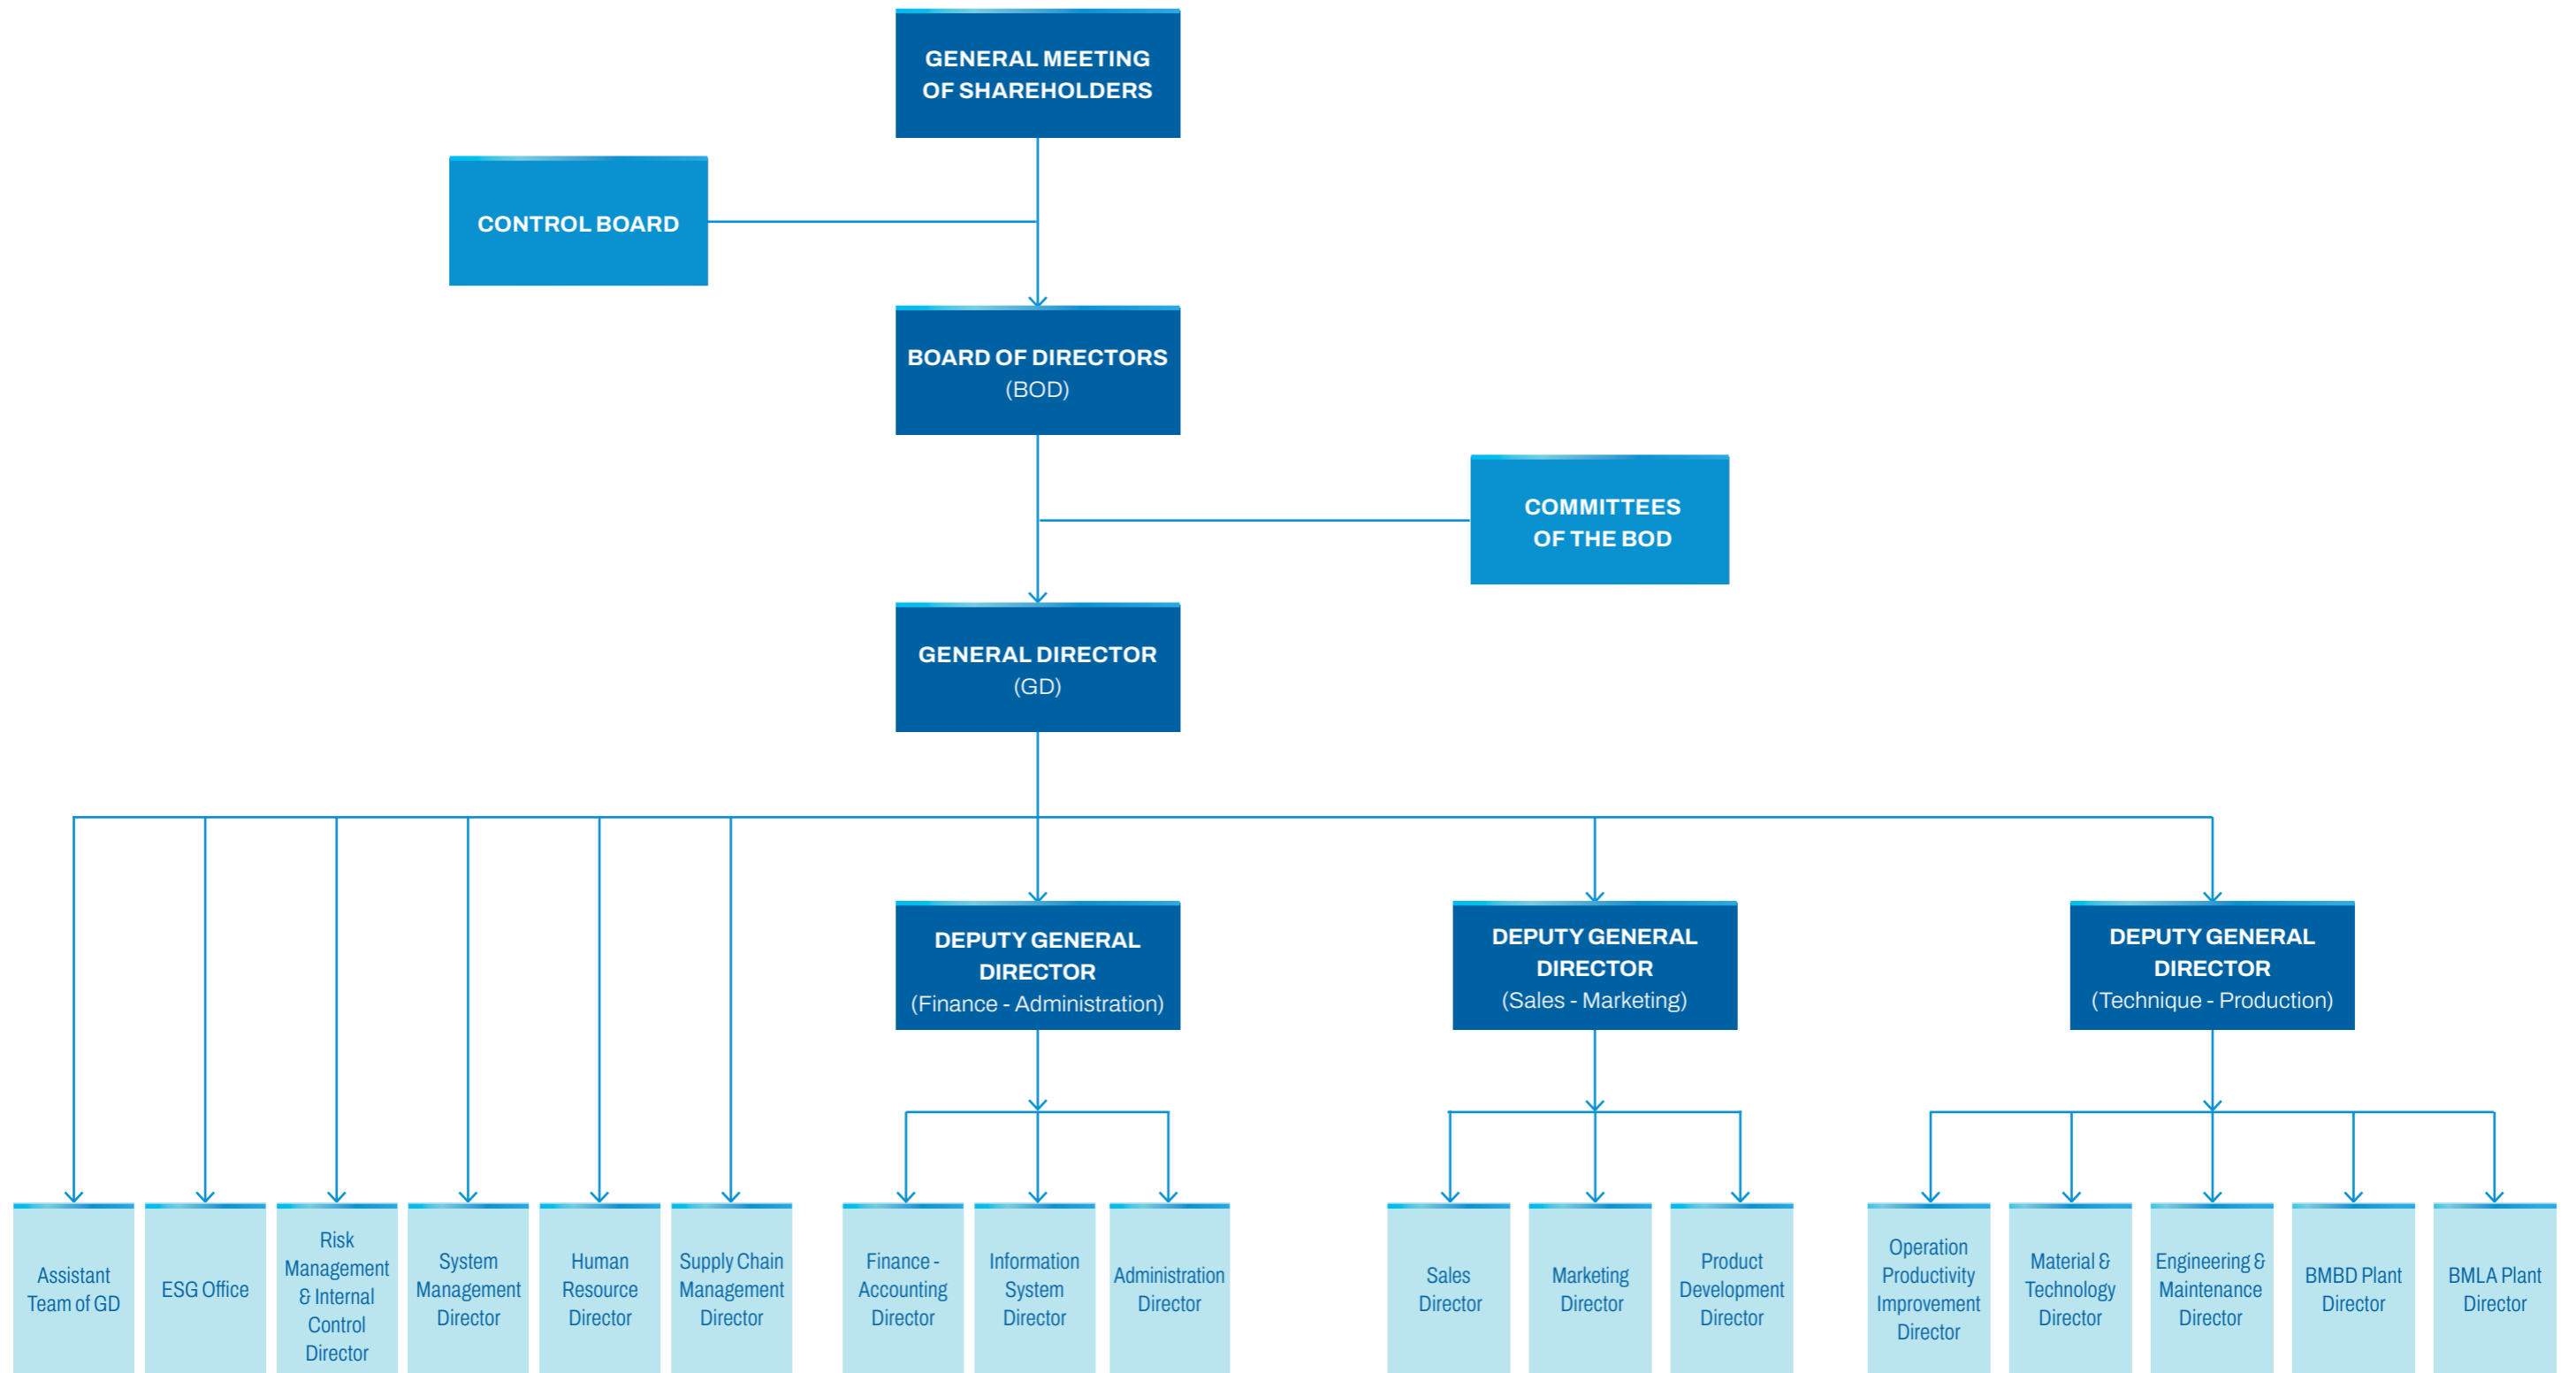 GENERAL MEETING
OF SHAREHOLDERS
CONTROL BOARD
BOARD OF DIRECTORS
(BOD)
COMMITTEES
OF THE BOD
GENERAL DIRECTOR
(GD)
DEPUTY GENERAL
DIRECTOR
(Finance - Administration)
DEPUTY GENERAL
DIRECTOR
(Sales - Marketing)
DEPUTY GENERAL
DIRECTOR
(Technique - Production)
Assistant
Team of GD
ESG Office
Risk
Management
& Internal
Control
Director
System
Management
Director
Human
Resource
Director
Supply Chain
Management
Director
Finance -
Accounting
Director
Information
System
Director
Administration
Director
Sales
Director
Marketing
Director
Product
Development
Director
Operation
Productivity
Improvement
Director
Material &
Technology
Director
Engineering &
Maintenance
Director
BMBD Plant
Director
BMLA Plant
Director